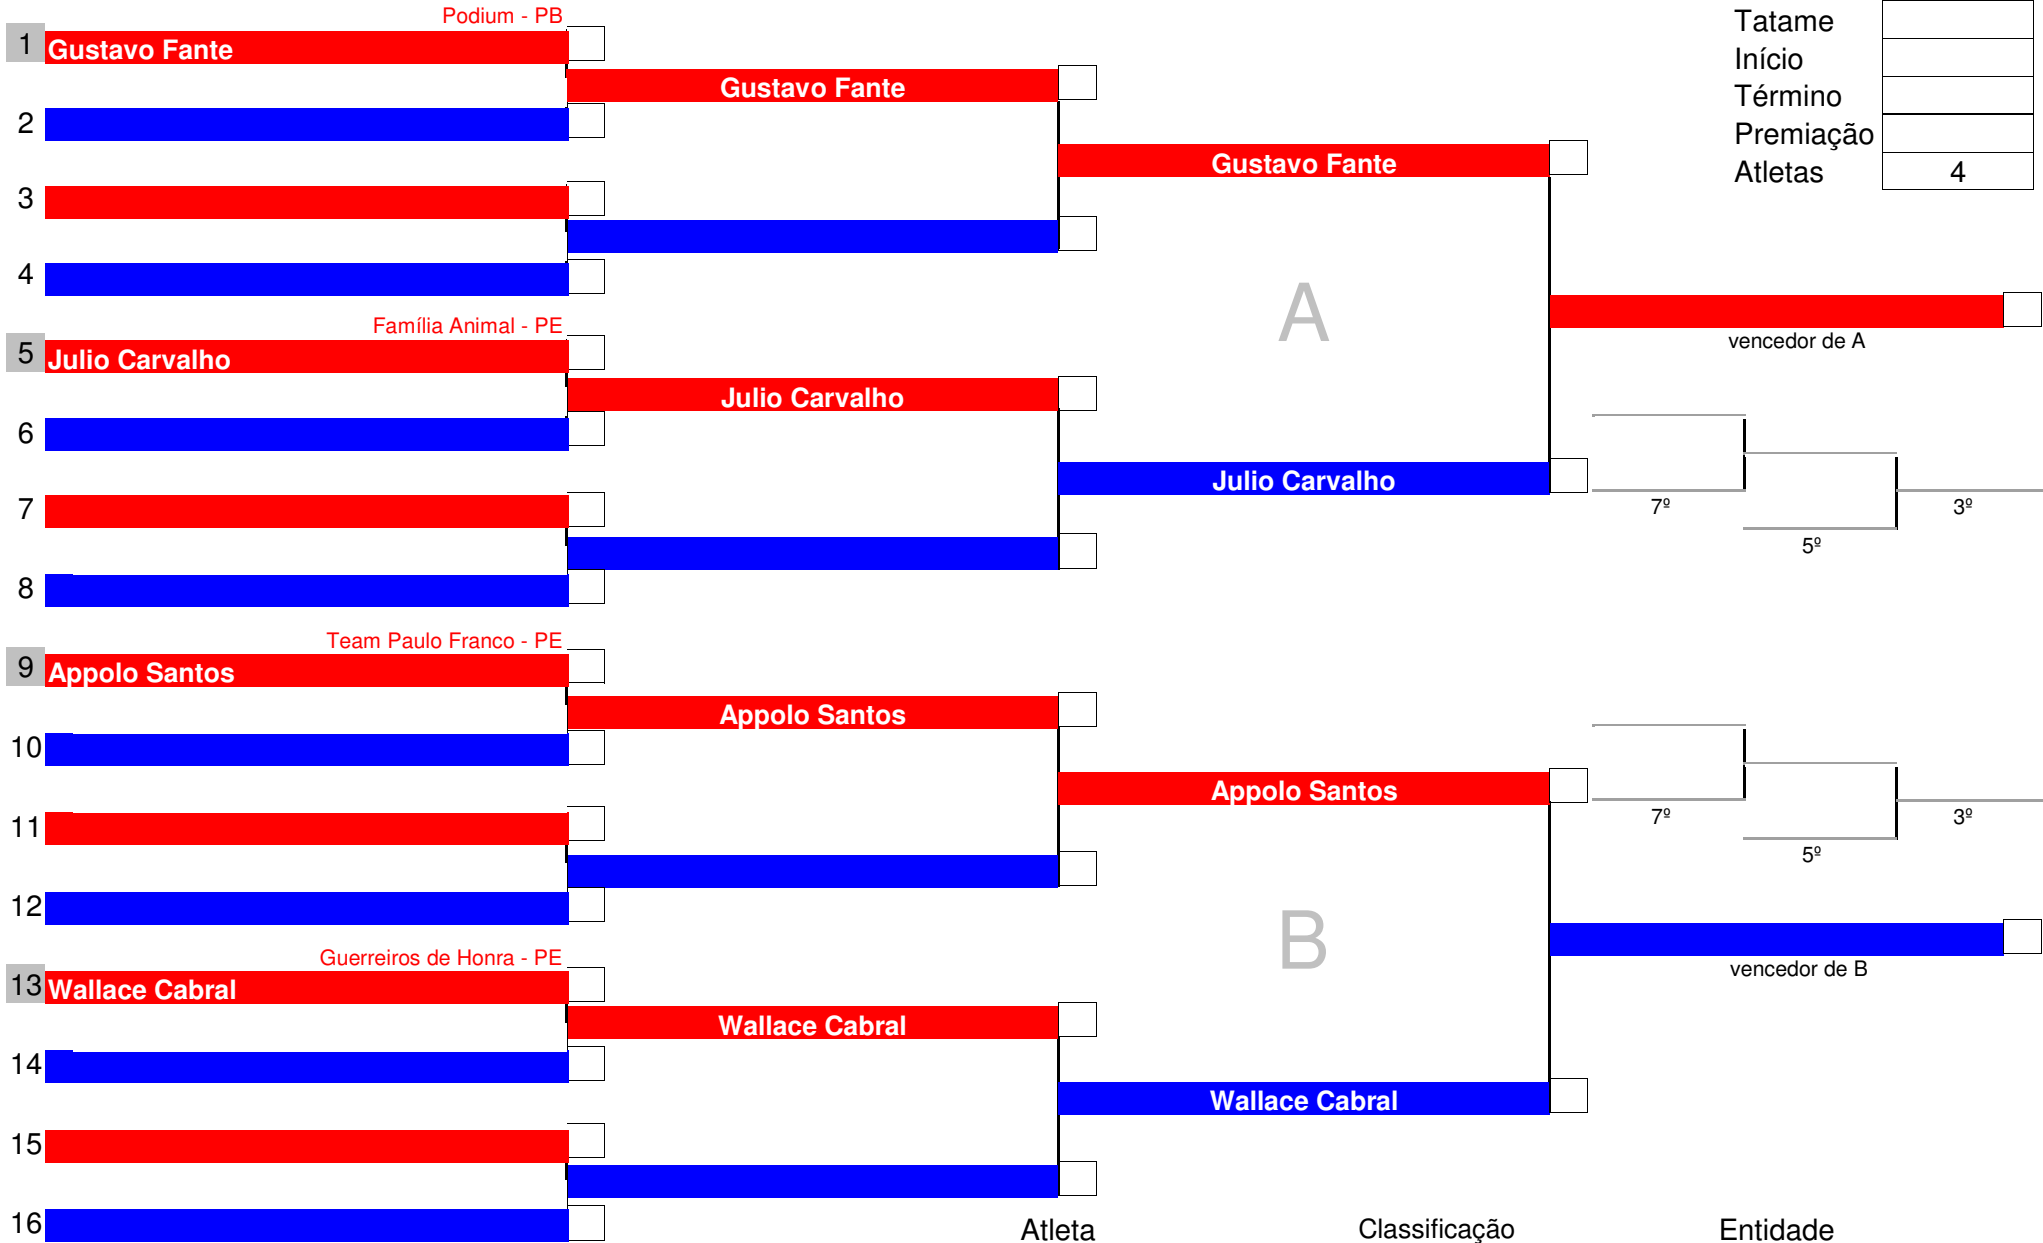 Podium - PB
Tatame
1 Gustavo Fante
Início
Gustavo Fante
Término
2
Premiação
Gustavo Fante
Atletas 4
3
4
A
Família Animal - PE
vencedor de A
5 Julio Carvalho
Julio Carvalho
6
Julio Carvalho
7
7º 3º
5º
8
Team Paulo Franco - PE
9 Appolo Santos
Appolo Santos
10
Appolo Santos
7º 3º
11
5º
12
B
Guerreiros de Honra - PE
vencedor de B
13 Wallace Cabral
Wallace Cabral
14
Wallace Cabral
15
16
Atleta Classificação Entidade